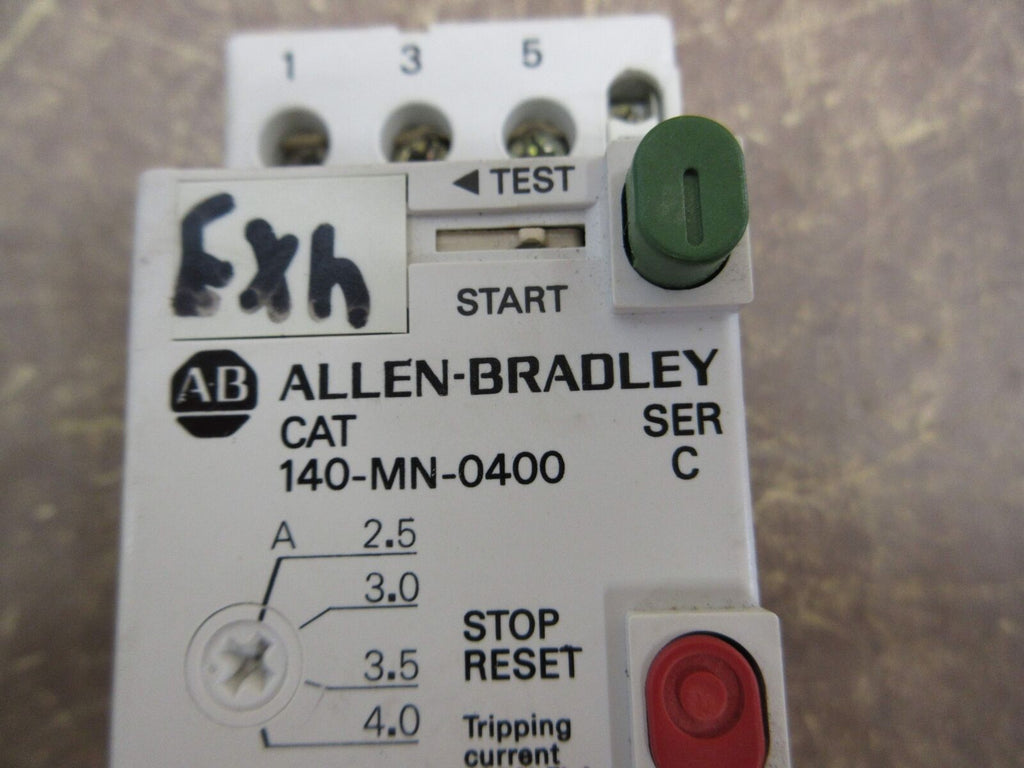 1 3 5
◀ TEST
Exh
START
A-B ALLEN-BRADLEY
CAT SER
140-MN-0400 C
A 2.5
3.0
STOP
RESET
3.5
4.0
Tripping
current